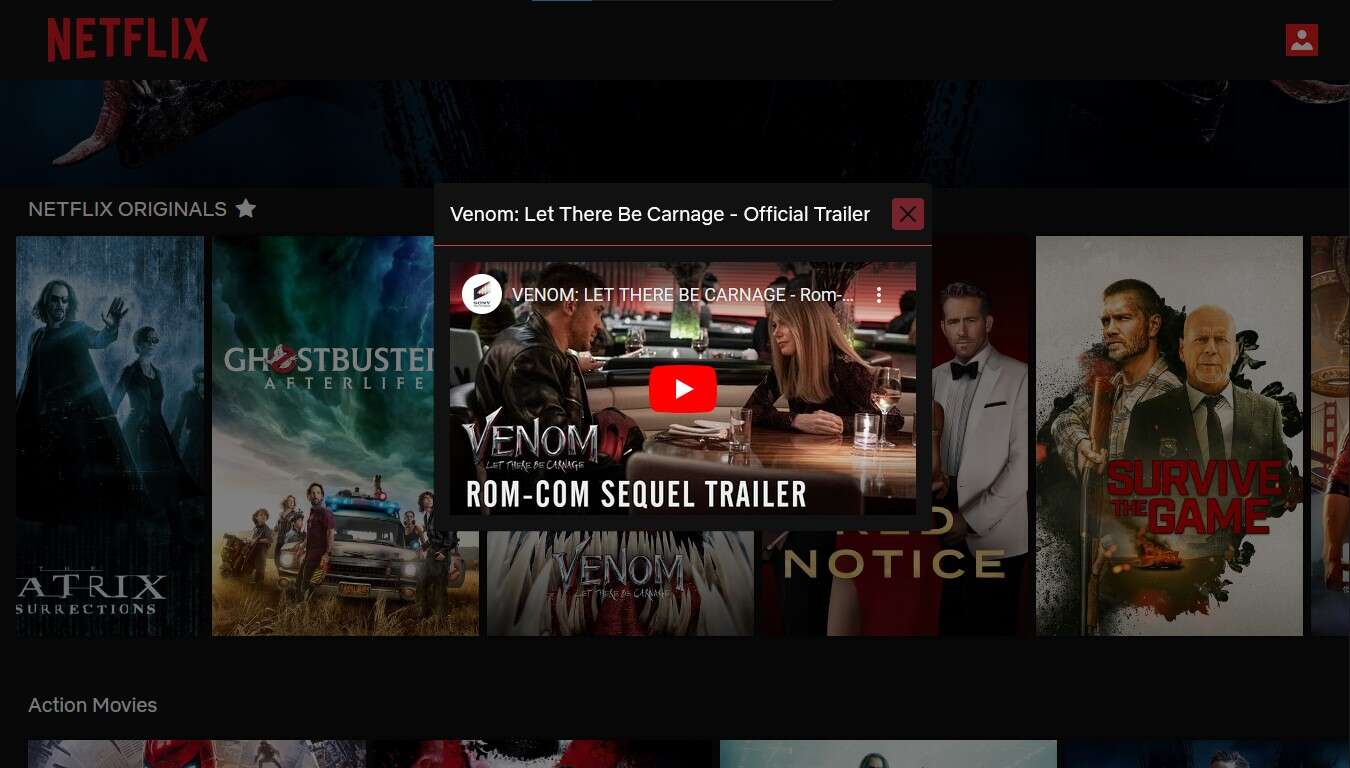 NETFLIX
NETFLIX ORIGINALS
Venom: Let There Be Carnage - Official Trailer
VENOM: LET THERE BE CARNAGE - Rom-...
SONY
VENOM
LET THERE BE CARNAGE
ROM-COM SEQUEL TRAILER
THE
ATRIX
SURRECTIONS
GHOSTBUSTE
AFTERLIFE
VENOM
LET THERE BE CARNAGE
RED
NOTICE
SURVIVE
THE GAME
Action Movies